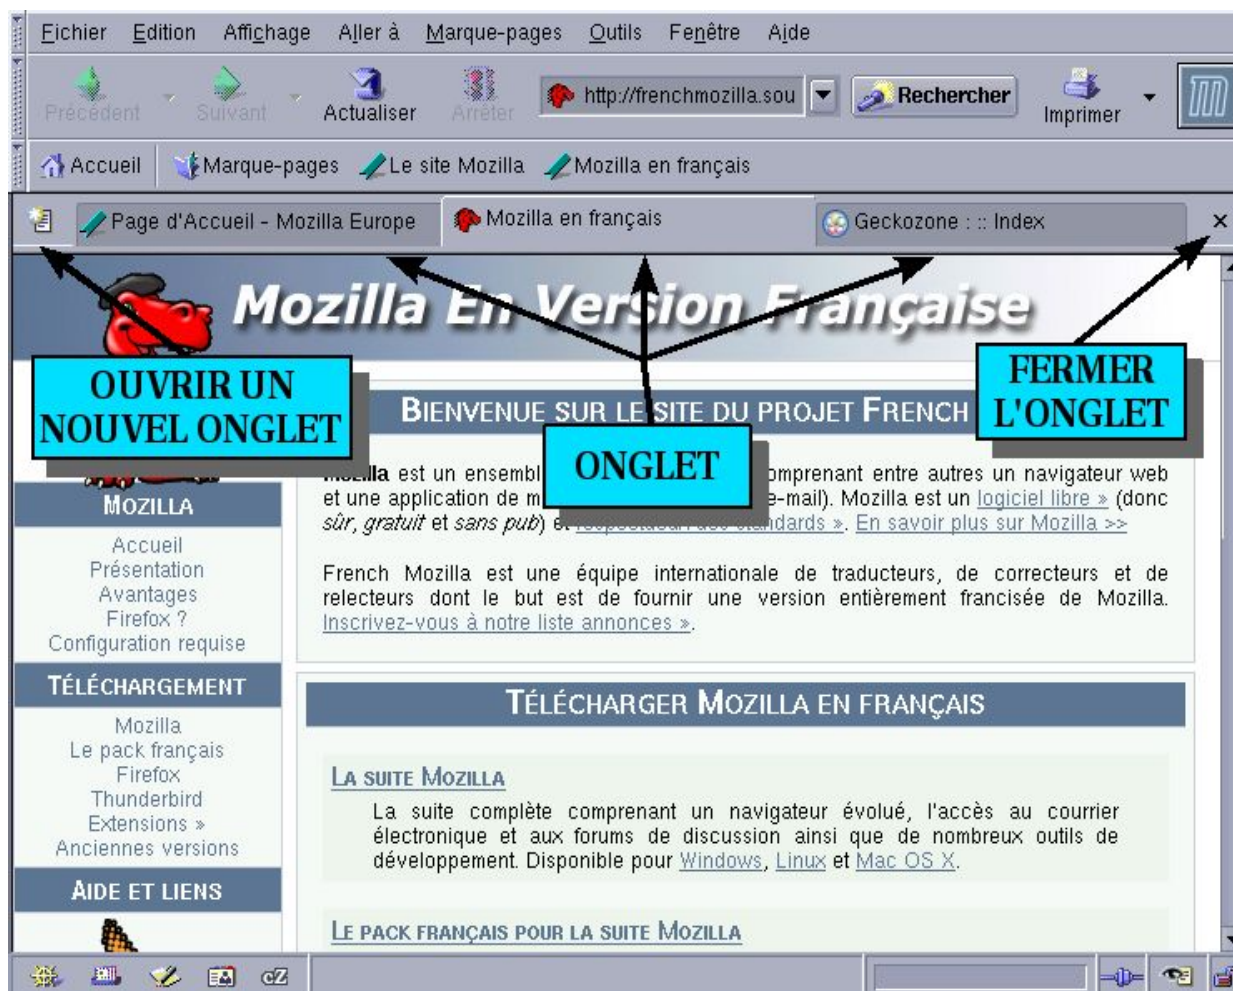 Fichier Edition Affichage Aller à Marque-pages Outils Fenêtre Aide
Précédent Suivant Actualiser Arrêter http://frenchmozilla.sou Rechercher Imprimer
Accueil Marque-pages Le site Mozilla Mozilla en français
Page d'Accueil - Mozilla Europe Mozilla en français Geckozone : :: Index
Mozilla En Version Française
OUVRIR UN
NOUVEL ONGLET
ONGLET
FERMER
L'ONGLET
MOZILLA
Accueil
Présentation
Avantages
Firefox ?
Configuration requise
TÉLÉCHARGEMENT
Mozilla
Le pack français
Firefox
Thunderbird
Extensions »
Anciennes versions
AIDE ET LIENS
BIENVENUE SUR LE SITE DU PROJET FRENCH
Mozilla est un ensembl omprenant entre autres un navigateur web
et une application de m e-mail). Mozilla est un logiciel libre » (donc
sûr, gratuit et sans pub) et standards ». En savoir plus sur Mozilla >>
French Mozilla est une équipe internationale de traducteurs, de correcteurs et de
relecteurs dont le but est de fournir une version entièrement francisée de Mozilla.
Inscrivez-vous à notre liste annonces ».
TÉLÉCHARGER MOZILLA EN FRANÇAIS
LA SUITE MOZILLA
La suite complète comprenant un navigateur évolué, l'accès au courrier
électronique et aux forums de discussion ainsi que de nombreux outils de
développement. Disponible pour Windows, Linux et Mac OS X.
LE PACK FRANÇAIS POUR LA SUITE MOZILLA
cZ